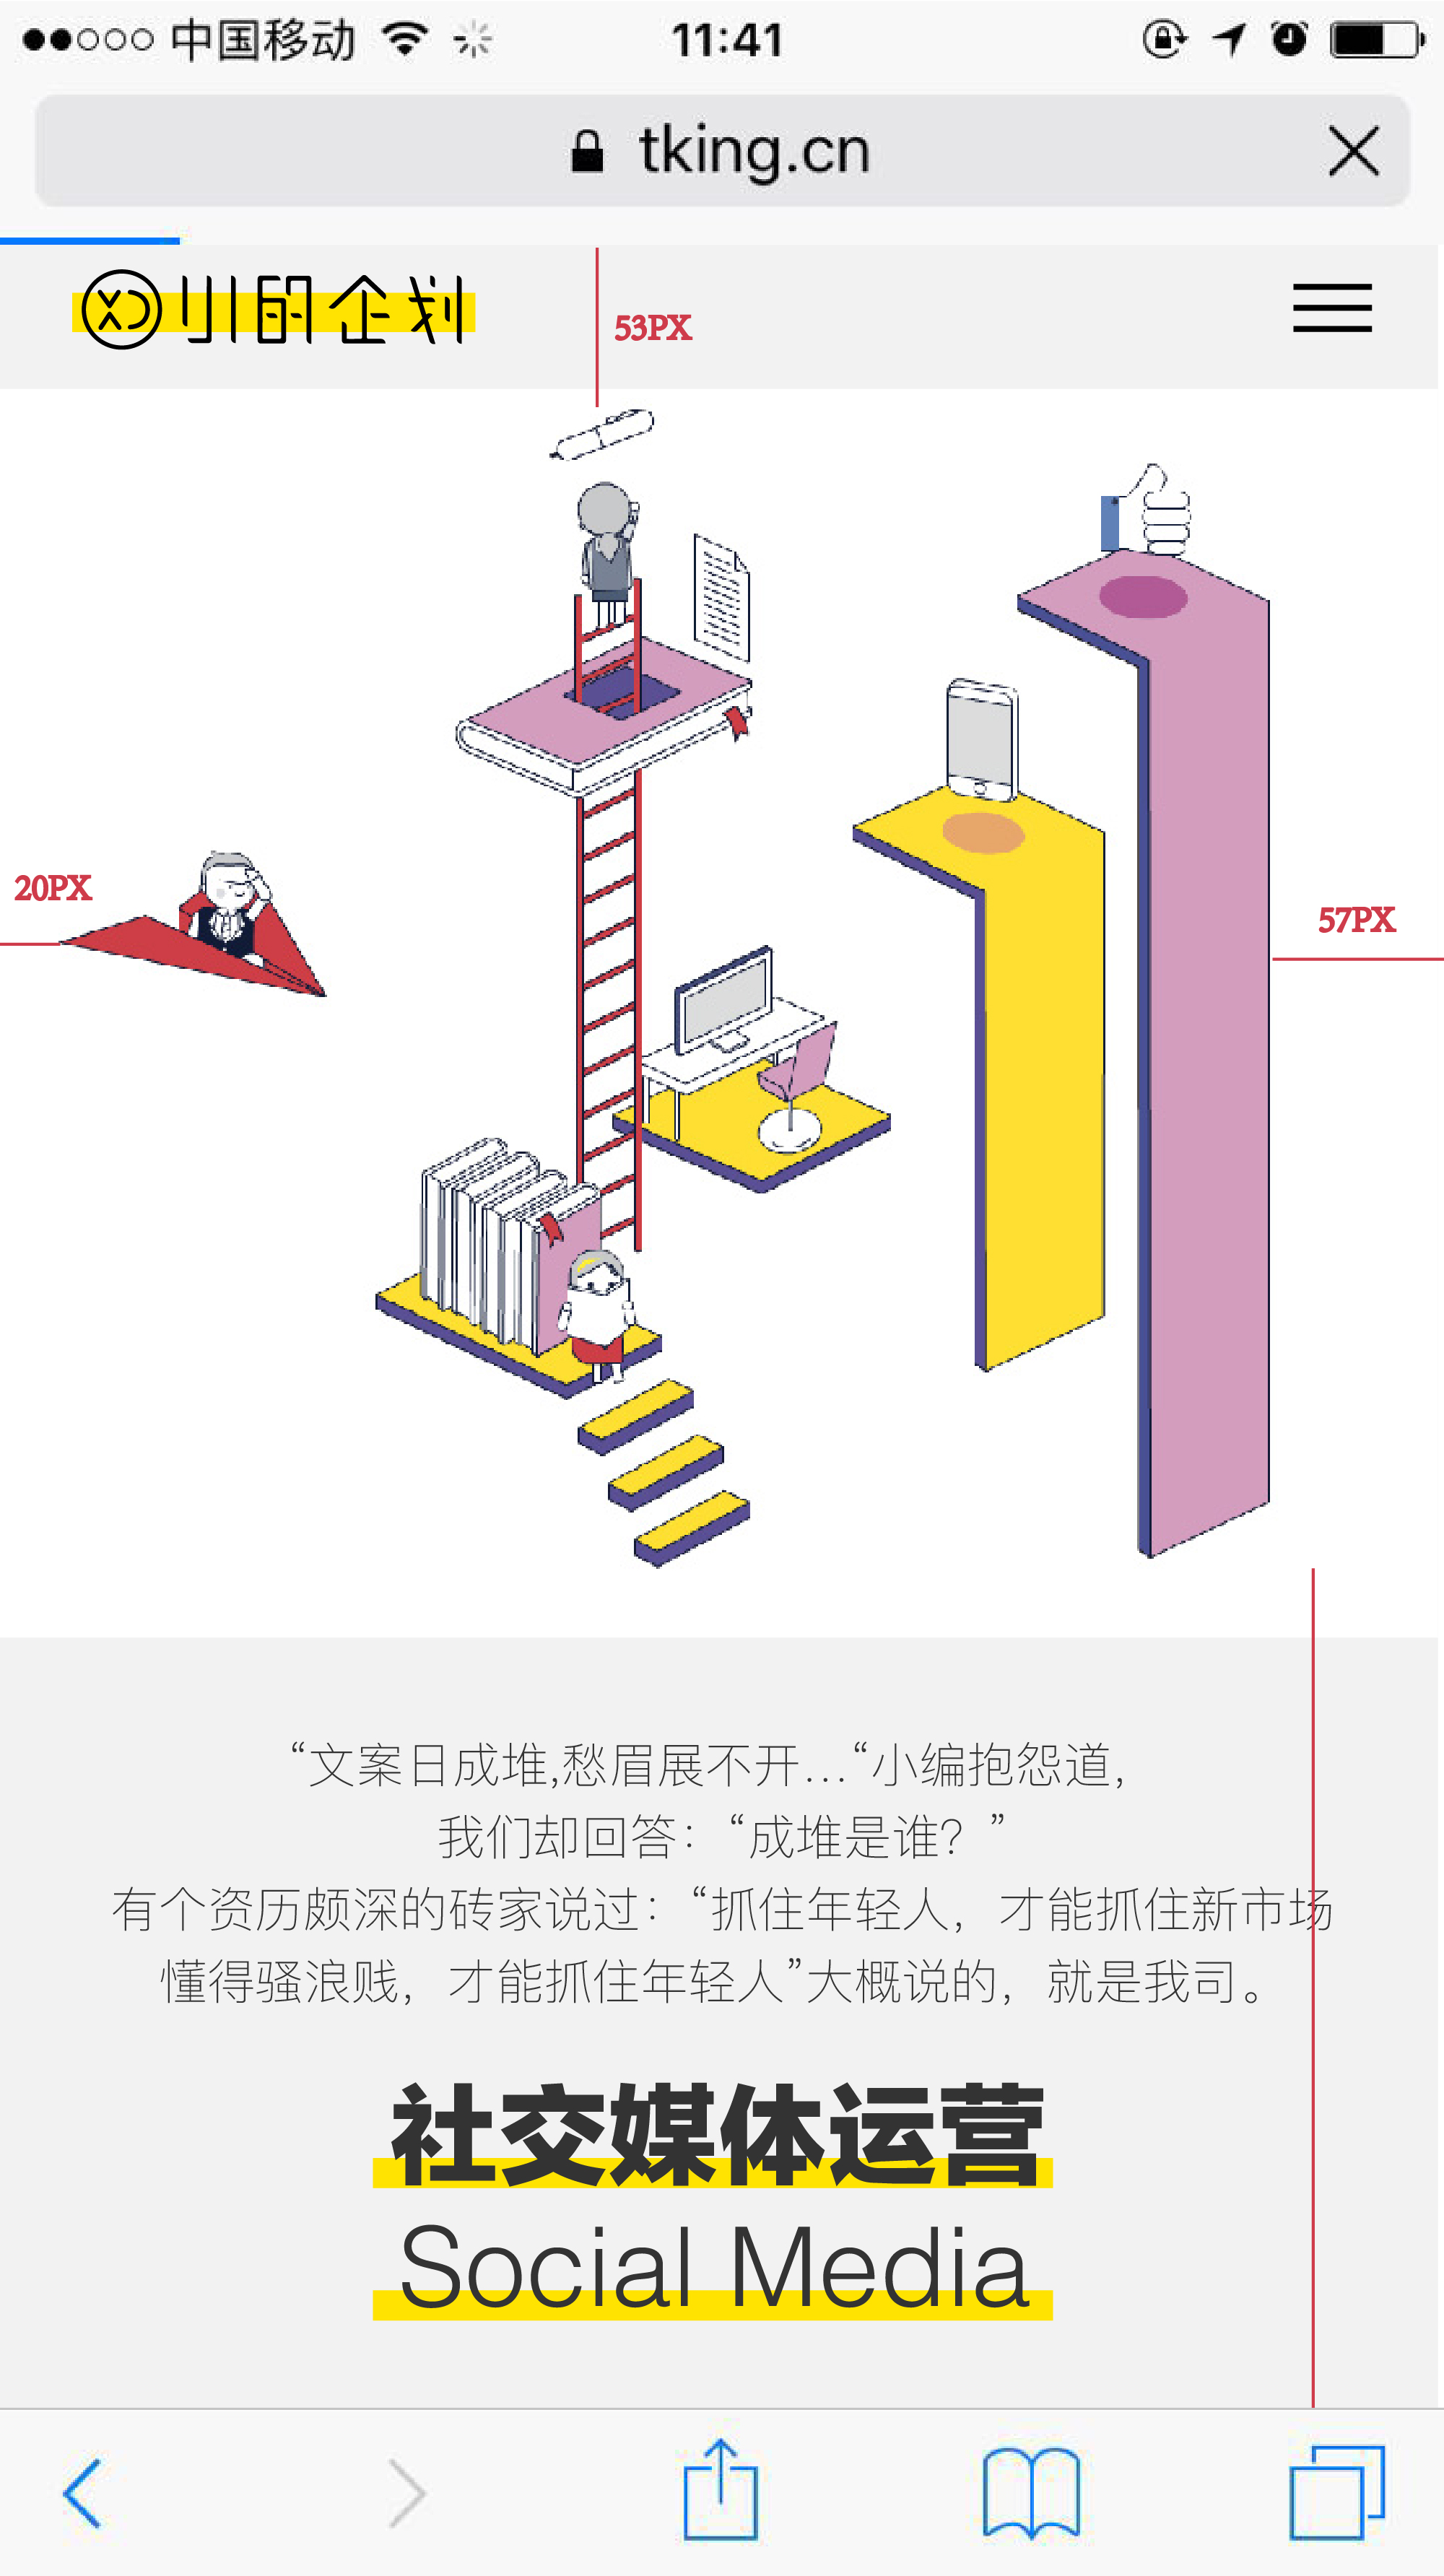 中国移动
11:41
tking.cn
小的企划
53PX
20PX
57PX
“文案日成堆,愁眉展不开...“小编抱怨道,
我们却回答：“成堆是谁？”
有个资历颇深的砖家说过：“抓住年轻人，才能抓住新市场
懂得骚浪贱，才能抓住年轻人”大概说的，就是我司。
社交媒体运营
Social Media